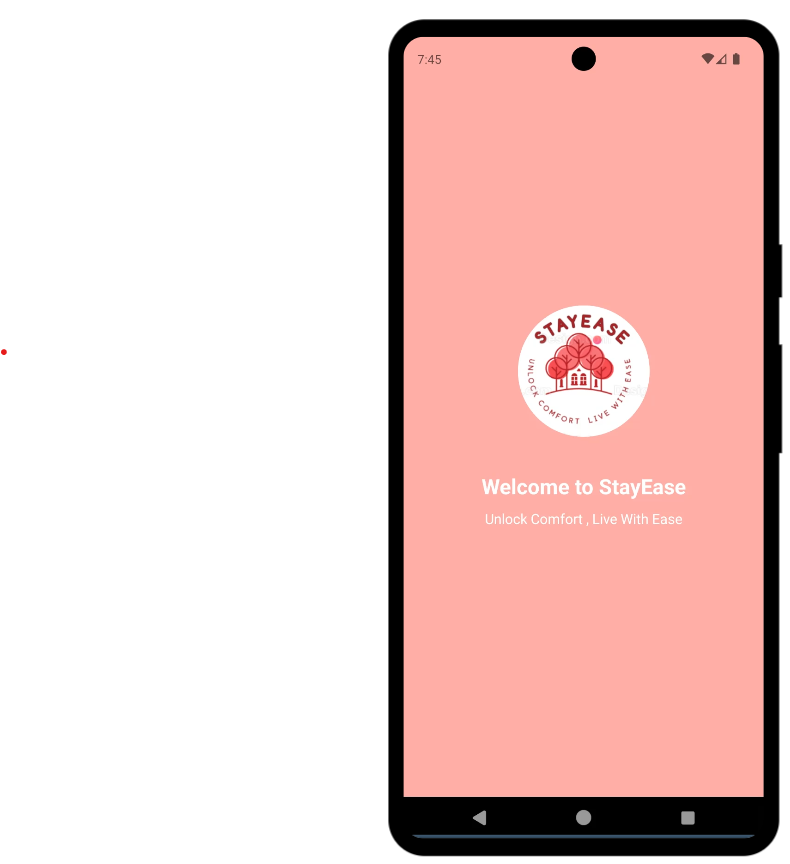 7:45
STAYEASE
UNLOCK COMFORT LIVE WITH EASE
Welcome to StayEase
Unlock Comfort , Live With Ease